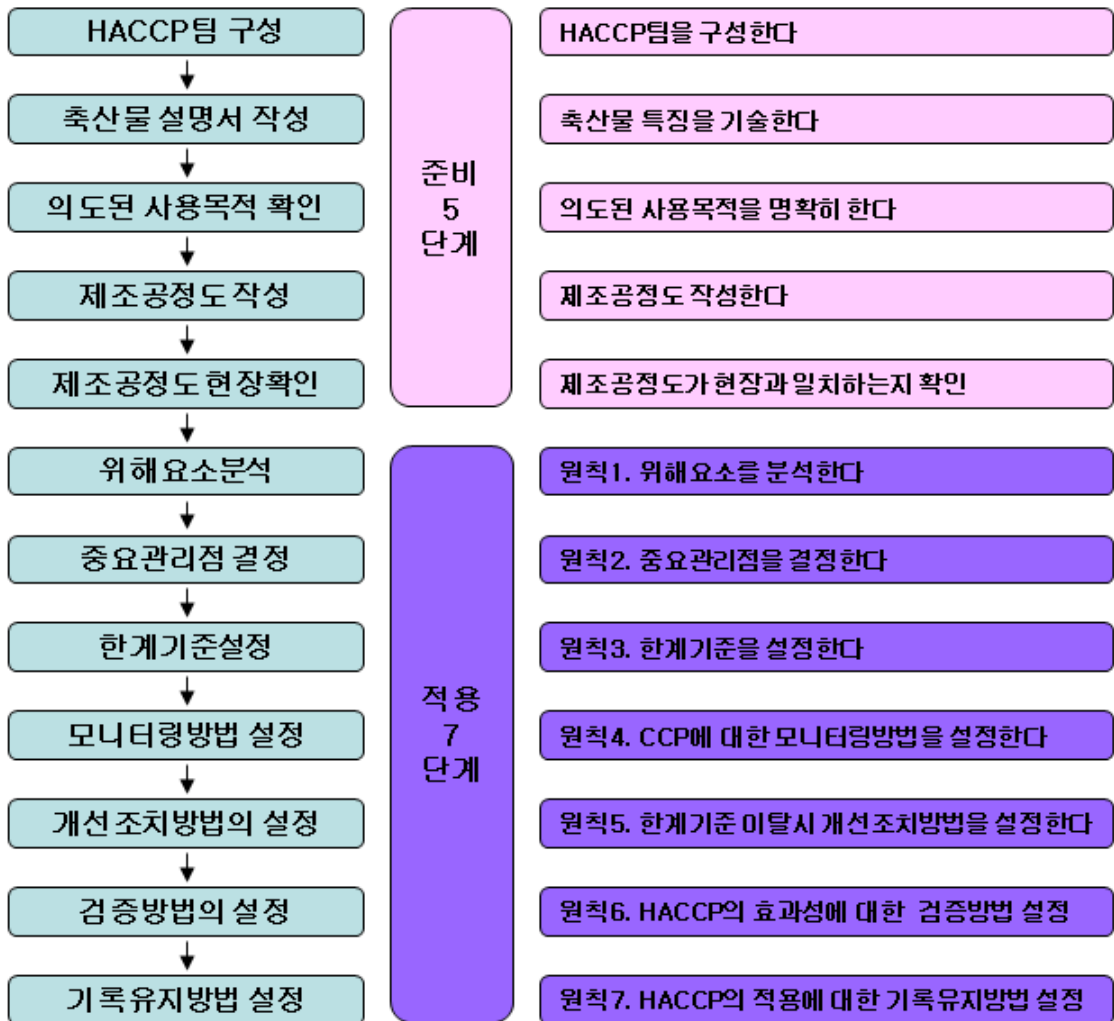 HACCP팀 구성
HACCP팀을 구성한다
축산물 설명서 작성
축산물 특징을 기술한다
준비
5
단계
의도된 사용목적 확인
의도된 사용목적을 명확히 한다
제조공정도 작성
제조공정도 작성한다
제조공정도 현장확인
제조공정도가 현장과 일치하는지 확인
위해요소분석
원칙1. 위해요소를 분석한다
중요관리점 결정
원칙2. 중요관리점을 결정한다
한계기준설정
원칙3. 한계기준을 설정한다
적용
7
단계
모니터링방법 설정
원칙4. CCP에 대한 모니터링방법을 설정한다
개선조치방법의 설정
원칙5. 한계기준 이탈시 개선조치방법을 설정한다
검증방법의 설정
원칙6. HACCP의 효과성에 대한 검증방법 설정
기록유지방법 설정
원칙7. HACCP의 적용에 대한 기록유지방법 설정